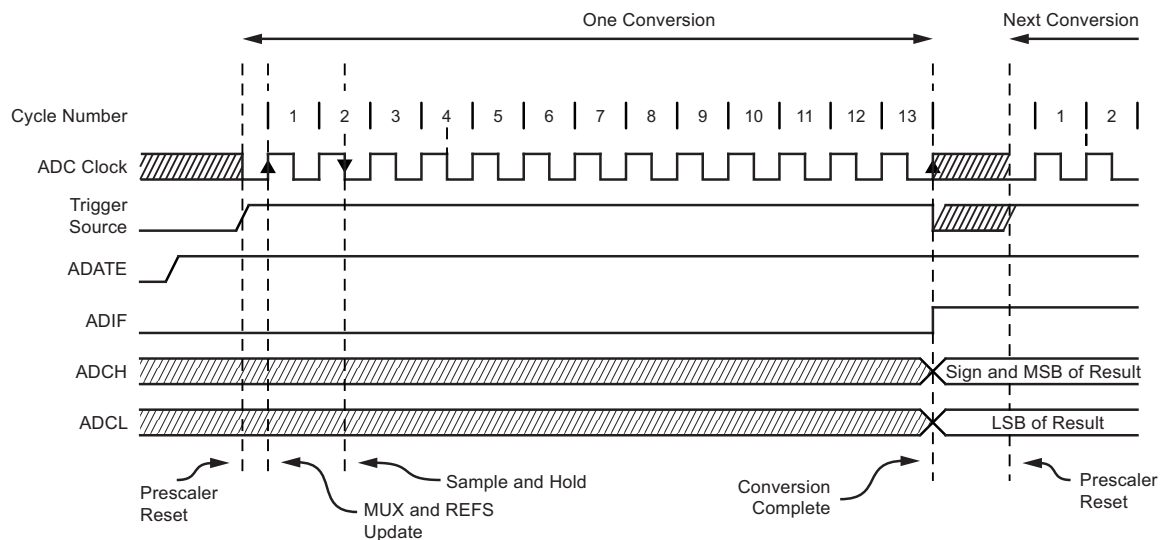 One Conversion
Next Conversion
Cycle Number
1 2 3 4 5 6 7 8 9 10 11 12 13 1 2
ADC Clock
Trigger
Source
ADATE
ADIF
ADCH
Sign and MSB of Result
ADCL
LSB of Result
Prescaler
Reset
MUX and REFS
Update
Sample and Hold
Conversion
Complete
Prescaler
Reset